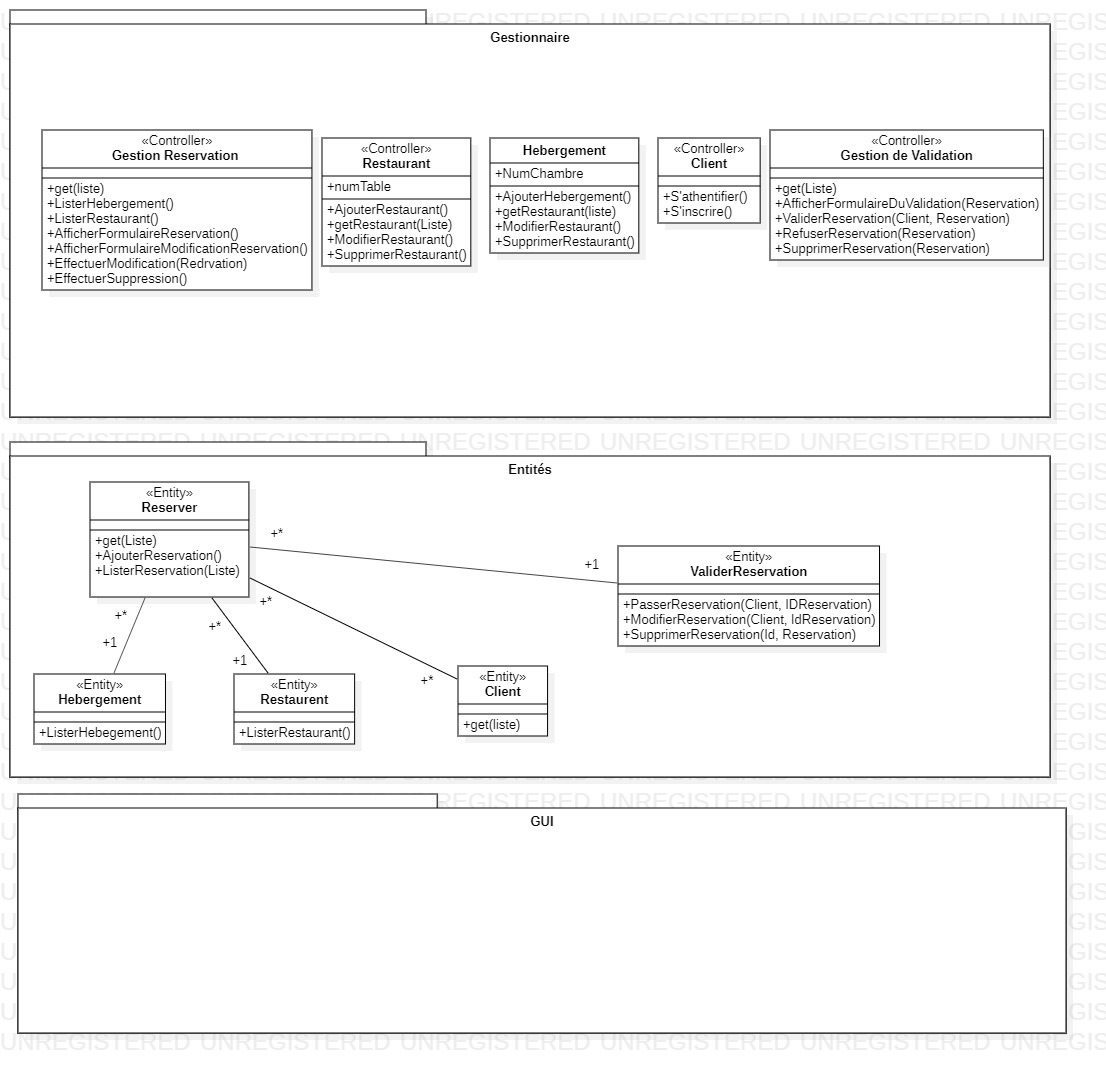 Gestionnaire
«Controller»
Gestion Reservation
+get(liste)
+ListerHebergement()
+ListerRestaurant()
+AfficherFormulaireReservation()
+AfficherFormulaireModificationReservation()
+EffectuerModification(Redrvation)
+EffectuerSuppression()
«Controller»
Restaurant
+numTable
+AjouterRestaurant()
+getRestaurant(Liste)
+ModifierRestaurant()
+SupprimerRestaurant()
Hebergement
+NumChambre
+AjouterHebergement()
+getRestaurant(liste)
+ModifierRestaurant()
+SupprimerRestaurant()
«Controller»
Client
+S'athentifier()
+S'inscrire()
«Controller»
Gestion de Validation
+get(Liste)
+AfficherFormulaireDuValidation(Reservation)
+ValiderReservation(Client, Reservation)
+RefuserReservation(Reservation)
+SupprimerReservation(Reservation)
UNREGISTERED UNREGISTERED UNREGISTERED
Entités
«Entity»
Reserver
+get(Liste)
+AjouterReservation()
+ListerReservation(Liste)
+*
+1
«Entity»
ValiderReservation
+PasserReservation(Client, IDReservation)
+ModifierReservation(Client, IdReservation)
+SupprimerReservation(Id, Reservation)
+*
+*
+*
+1
+1
+*
«Entity»
Hebergement
+ListerHebegement()
«Entity»
Restaurent
+ListerRestaurant()
«Entity»
Client
+get(liste)
GUI
UNREGISTERED UNREGISTERED UNREGISTERED UNREGISTERED UNREGISTERED